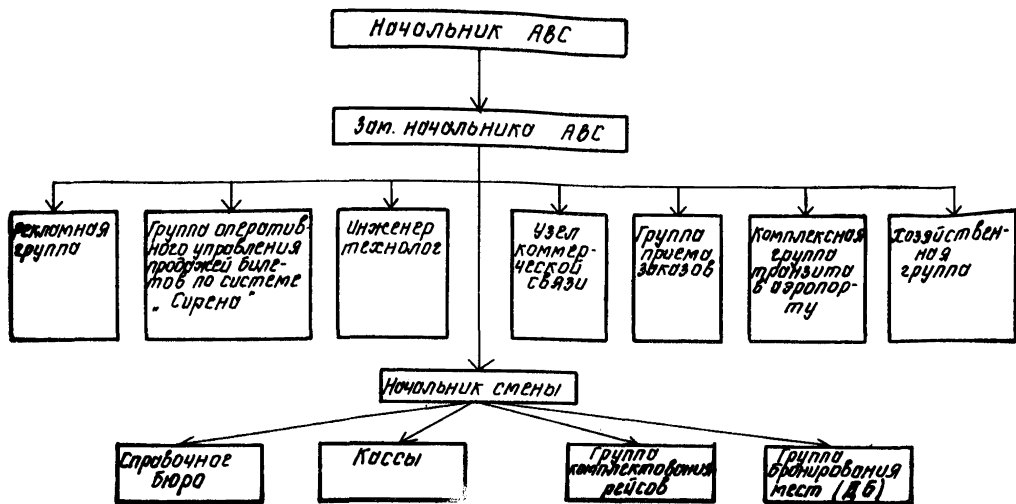 Начальник АВС
Зам. начальника АВС
Рекламная
группа
Группа оператив-
ного управления
продажей биле-
тов по системе
„Сирена"
Инженер
технолог
Узел
коммер-
ческой
связи
Группа
приема
заказов
Комплексная
группа
транзита
в аэропор-
ту
Хозяйствен-
ная
группа
Начальник смены
Справочное
бюро
Кассы
Группа
комплектования
рейсов
Группа
бронирования
мест (ДБ)